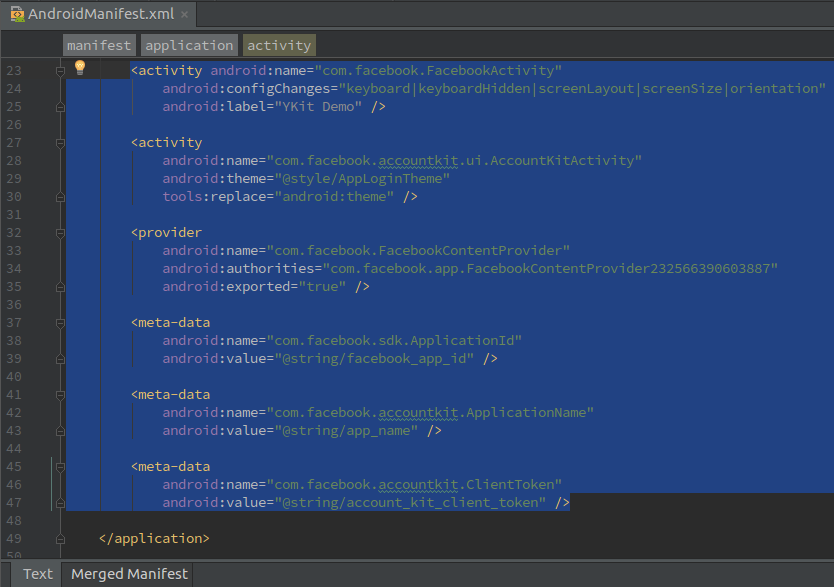 AndroidManifest.xml ×
manifest application activity
23 <activity android:name="com.facebook.FacebookActivity"
24 android:configChanges="keyboard|keyboardHidden|screenLayout|screenSize|orientation"
25 android:label="YKit Demo" />
26
27 <activity
28 android:name="com.facebook.accountkit.ui.AccountKitActivity"
29 android:theme="@style/AppLoginTheme"
30 tools:replace="android:theme" />
31
32 <provider
33 android:name="com.facebook.FacebookContentProvider"
34 android:authorities="com.facebook.app.FacebookContentProvider232566390603887"
35 android:exported="true" />
36
37 <meta-data
38 android:name="com.facebook.sdk.ApplicationId"
39 android:value="@string/facebook_app_id" />
40
41 <meta-data
42 android:name="com.facebook.accountkit.ApplicationName"
43 android:value="@string/app_name" />
44
45 <meta-data
46 android:name="com.facebook.accountkit.ClientToken"
47 android:value="@string/account_kit_client_token" />
48
49 </application>
50
Text Merged Manifest